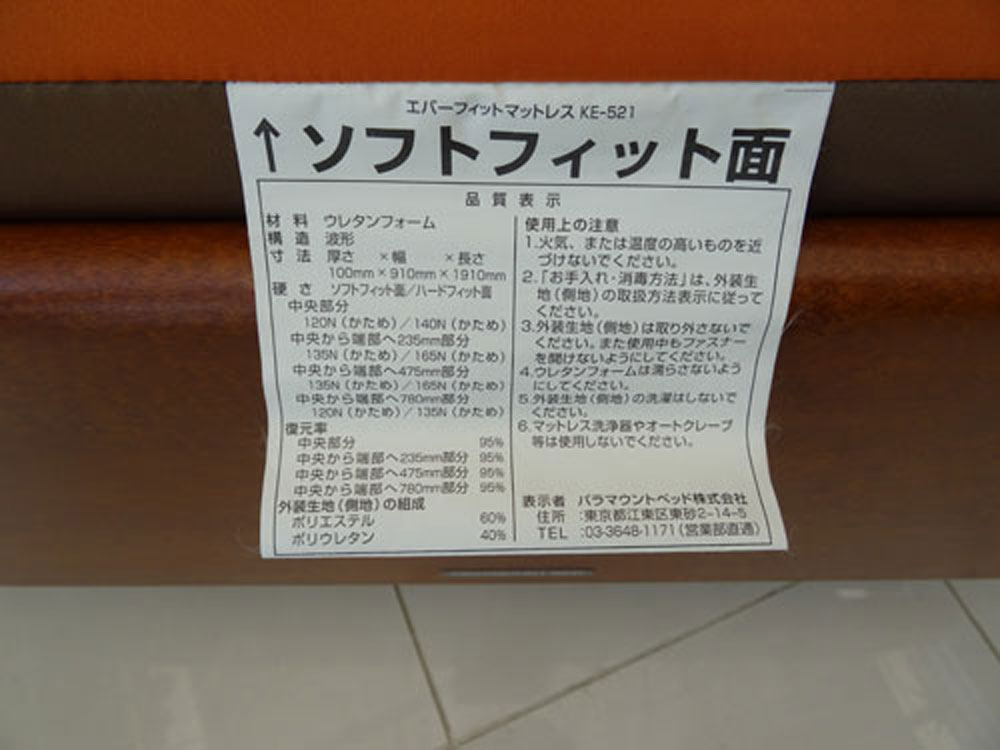 エバーフィットマットレス KE-521
↑ソフトフィット面
品質表示
材料 ウレタンフォーム
構造 波形
寸法 厚さ ×幅 ×長さ
100mm×910mm×1910mm
硬さ ソフトフィット面/ハードフィット面
中央部分
120N(かため)/140N(かため)
中央から端部へ235mm部分
135N(かため)/165N(かため)
中央から端部へ475mm部分
135N(かため)/165N(かため)
中央から端部へ780mm部分
120N(かため)/135N(かため)
復元率
中央部分 95%
中央から端部へ235mm部分 95%
中央から端部へ475mm部分 95%
中央から端部へ780mm部分 95%
外装生地(側地)の組成
ポリエステル 60%
ポリウレタン 40%
使用上の注意
1.火気、または温度の高いものを近
づけないでください。
2.「お手入れ・消毒方法」は、外装生
地(側地)の取扱方法表示に従って
ください。
3.外装生地(側地)は取り外さないで
ください。また使用中もファスナー
を開けないようにしてください。
4.ウレタンフォームは濡らさないよう
にしてください。
5.外装生地(側地)の洗濯はしないで
ください。
6.マットレス洗浄器やオートクレーブ
等は使用しないでください。
表示者 パラマウントベッド株式会社
住所 :東京都江東区東砂2-14-5
TEL :03-3648-1171(営業部直通)